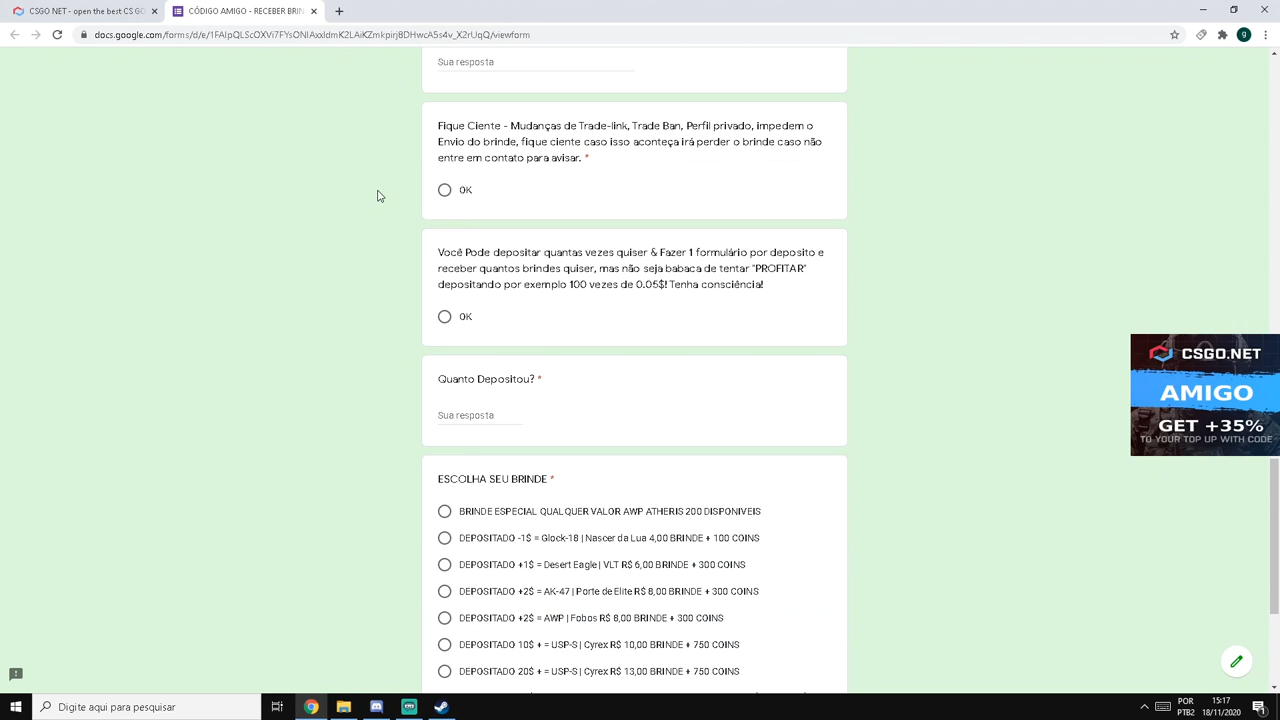 CSGO NET - open the best CS GO
CÓDIGO AMIGO - RECEBER BRIN
docs.google.com/forms/d/e/1FAIpQLScOXVi7FYsONIAxxldmK2LAiKZmkpirj8DHwcA5s4v_X2rUqQ/viewform
g
Sua resposta
Fique Ciente - Mudanças de Trade-link, Trade Ban, Perfil privado, impedem o
Envio do brinde, fique ciente caso isso aconteça irá perder o brinde caso não
entre em contato para avisar. *
OK
Você Pode depositar quantas vezes quiser & Fazer 1 formulário por deposito e
receber quantos brindes quiser, mas não seja babaca de tentar "PROFITAR"
depositando por exemplo 100 vezes de 0.05$! Tenha consciência!
OK
CSGO.NET
AMIGO
GET +35%
TO YOUR TOP UP WITH CODE
Quanto Depositou? *
Sua resposta
ESCOLHA SEU BRINDE *
BRINDE ESPECIAL QUALQUER VALOR AWP ATHERIS 200 DISPONIVEIS
DEPOSITADO -1$ = Glock-18 | Nascer da Lua 4,00 BRINDE + 100 COINS
DEPOSITADO +1$ = Desert Eagle | VLT R$ 6,00 BRINDE + 300 COINS
DEPOSITADO +2$ = AK-47 | Porte de Elite R$ 8,00 BRINDE + 300 COINS
DEPOSITADO +2$ = AWP | Fobos R$ 8,00 BRINDE + 300 COINS
DEPOSITADO 10$ + = USP-S | Cyrex R$ 10,00 BRINDE + 750 COINS
DEPOSITADO 20$ + = USP-S | Cyrex R$ 13,00 BRINDE + 750 COINS
Digite aqui para pesquisar
POR
PTB2
15:17
18/11/2020
1